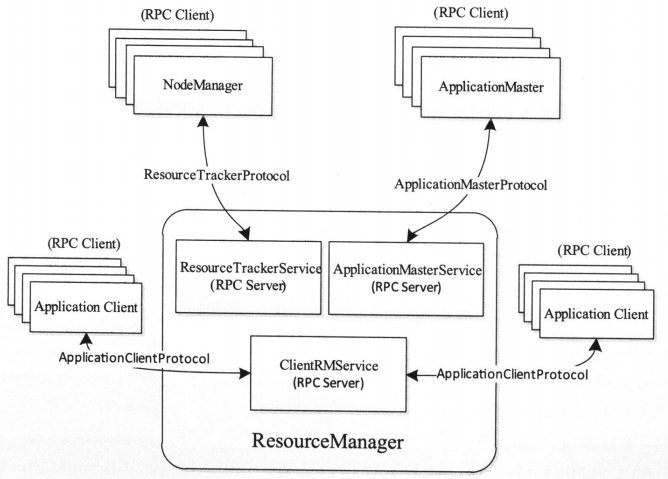 (RPC Client)
(RPC Client)
NodeManager
ApplicationMaster
ResourceTrackerProtocol
ApplicationMasterProtocol
(RPC Client)
(RPC Client)
ResourceTrackerService
(RPC Server)
ApplicationMasterService
(RPC Server)
Application Client
Application Client
ApplicationClientProtocol
ClientRMService
(RPC Server)
ApplicationClientProtocol
ResourceManager